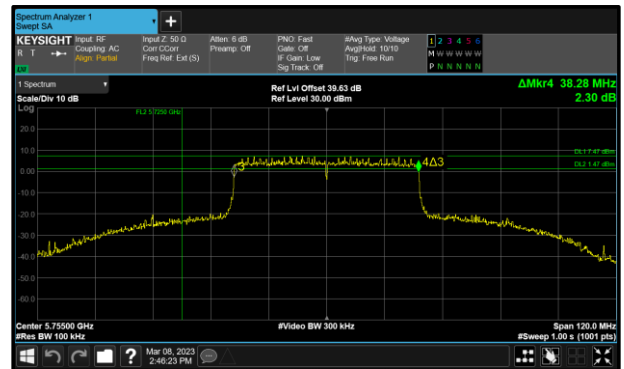 Spectrum Analyzer 1
Swept SA
+
KEYSIGHT
R T
LXI
Input: RF
Coupling: AC
Align: Partial
Input Z: 50 Ω
Corr CCorr
Freq Ref: Ext (S)
Atten: 6 dB
Preamp: Off
PNO: Fast
Gate: Off
IF Gain: Low
Sig Track: Off
#Avg Type: Voltage
Avg|Hold: 10/10
Trig: Free Run
1 2 3 4 5 6
M W W W W W
P N N N N N
1 Spectrum
Scale/Div 10 dB
Ref Lvl Offset 39.63 dB
Ref Level 30.00 dBm
ΔMkr4 38.28 MHz
2.30 dB
Log
FL2 5.7250 GHz
20.0
10.0
0.00
-10.0
-20.0
-30.0
-40.0
-50.0
-60.0
DL1 7.47 dBm
DL2 1.47 dBm
3
4Δ3
Center 5.75500 GHz
#Res BW 100 kHz
#Video BW 300 kHz
Span 120.0 MHz
#Sweep 1.00 s (1001 pts)
?
Mar 08, 2023
2:46:23 PM